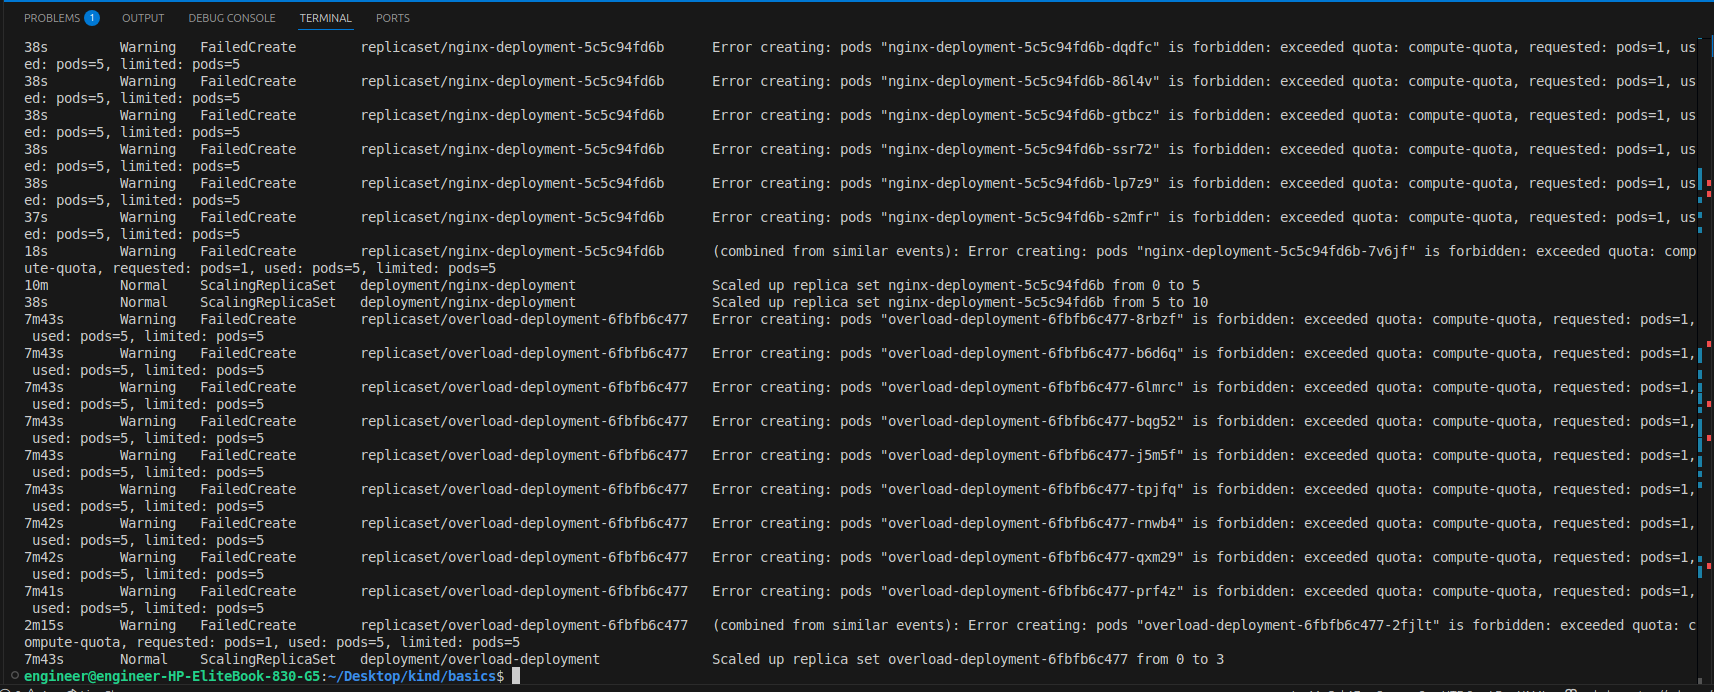 PROBLEMS 1 OUTPUT DEBUG CONSOLE TERMINAL PORTS
38s Warning FailedCreate replicaset/nginx-deployment-5c5c94fd6b Error creating: pods "nginx-deployment-5c5c94fd6b-dqdfc" is forbidden: exceeded quota: compute-quota, requested: pods=1, us
ed: pods=5, limited: pods=5
38s Warning FailedCreate replicaset/nginx-deployment-5c5c94fd6b Error creating: pods "nginx-deployment-5c5c94fd6b-86l4v" is forbidden: exceeded quota: compute-quota, requested: pods=1, us
ed: pods=5, limited: pods=5
38s Warning FailedCreate replicaset/nginx-deployment-5c5c94fd6b Error creating: pods "nginx-deployment-5c5c94fd6b-gtbcz" is forbidden: exceeded quota: compute-quota, requested: pods=1, us
ed: pods=5, limited: pods=5
38s Warning FailedCreate replicaset/nginx-deployment-5c5c94fd6b Error creating: pods "nginx-deployment-5c5c94fd6b-ssr72" is forbidden: exceeded quota: compute-quota, requested: pods=1, us
ed: pods=5, limited: pods=5
38s Warning FailedCreate replicaset/nginx-deployment-5c5c94fd6b Error creating: pods "nginx-deployment-5c5c94fd6b-lp7z9" is forbidden: exceeded quota: compute-quota, requested: pods=1, us
ed: pods=5, limited: pods=5
37s Warning FailedCreate replicaset/nginx-deployment-5c5c94fd6b Error creating: pods "nginx-deployment-5c5c94fd6b-s2mfr" is forbidden: exceeded quota: compute-quota, requested: pods=1, us
ed: pods=5, limited: pods=5
18s Warning FailedCreate replicaset/nginx-deployment-5c5c94fd6b (combined from similar events): Error creating: pods "nginx-deployment-5c5c94fd6b-7v6jf" is forbidden: exceeded quota: comp
ute-quota, requested: pods=1, used: pods=5, limited: pods=5
10m Normal ScalingReplicaSet deployment/nginx-deployment Scaled up replica set nginx-deployment-5c5c94fd6b from 0 to 5
38s Normal ScalingReplicaSet deployment/nginx-deployment Scaled up replica set nginx-deployment-5c5c94fd6b from 5 to 10
7m43s Warning FailedCreate replicaset/overload-deployment-6fbfb6c477 Error creating: pods "overload-deployment-6fbfb6c477-8rbzf" is forbidden: exceeded quota: compute-quota, requested: pods=1,
used: pods=5, limited: pods=5
7m43s Warning FailedCreate replicaset/overload-deployment-6fbfb6c477 Error creating: pods "overload-deployment-6fbfb6c477-b6d6q" is forbidden: exceeded quota: compute-quota, requested: pods=1,
used: pods=5, limited: pods=5
7m43s Warning FailedCreate replicaset/overload-deployment-6fbfb6c477 Error creating: pods "overload-deployment-6fbfb6c477-6lmrc" is forbidden: exceeded quota: compute-quota, requested: pods=1,
used: pods=5, limited: pods=5
7m43s Warning FailedCreate replicaset/overload-deployment-6fbfb6c477 Error creating: pods "overload-deployment-6fbfb6c477-bqg52" is forbidden: exceeded quota: compute-quota, requested: pods=1,
used: pods=5, limited: pods=5
7m43s Warning FailedCreate replicaset/overload-deployment-6fbfb6c477 Error creating: pods "overload-deployment-6fbfb6c477-j5m5f" is forbidden: exceeded quota: compute-quota, requested: pods=1,
used: pods=5, limited: pods=5
7m43s Warning FailedCreate replicaset/overload-deployment-6fbfb6c477 Error creating: pods "overload-deployment-6fbfb6c477-tpjfq" is forbidden: exceeded quota: compute-quota, requested: pods=1,
used: pods=5, limited: pods=5
7m42s Warning FailedCreate replicaset/overload-deployment-6fbfb6c477 Error creating: pods "overload-deployment-6fbfb6c477-rnwb4" is forbidden: exceeded quota: compute-quota, requested: pods=1,
used: pods=5, limited: pods=5
7m42s Warning FailedCreate replicaset/overload-deployment-6fbfb6c477 Error creating: pods "overload-deployment-6fbfb6c477-qxm29" is forbidden: exceeded quota: compute-quota, requested: pods=1,
used: pods=5, limited: pods=5
7m41s Warning FailedCreate replicaset/overload-deployment-6fbfb6c477 Error creating: pods "overload-deployment-6fbfb6c477-prf4z" is forbidden: exceeded quota: compute-quota, requested: pods=1,
used: pods=5, limited: pods=5
2m15s Warning FailedCreate replicaset/overload-deployment-6fbfb6c477 (combined from similar events): Error creating: pods "overload-deployment-6fbfb6c477-2fjlt" is forbidden: exceeded quota: c
ompute-quota, requested: pods=1, used: pods=5, limited: pods=5
7m43s Normal ScalingReplicaSet deployment/overload-deployment Scaled up replica set overload-deployment-6fbfb6c477 from 0 to 3
engineer@engineer-HP-EliteBook-830-G5:~/Desktop/kind/basics$